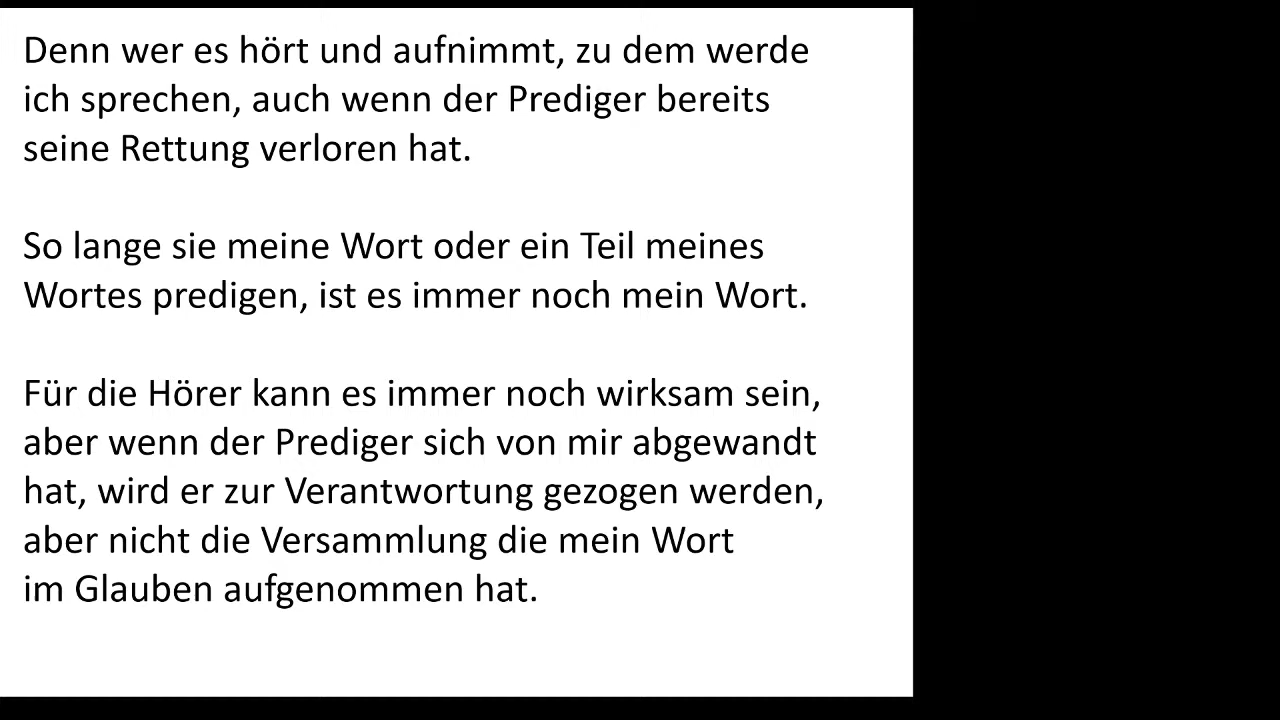 Denn wer es hört und aufnimmt, zu dem werde
ich sprechen, auch wenn der Prediger bereits
seine Rettung verloren hat.
So lange sie meine Wort oder ein Teil meines
Wortes predigen, ist es immer noch mein Wort.
Für die Hörer kann es immer noch wirksam sein,
aber wenn der Prediger sich von mir abgewandt
hat, wird er zur Verantwortung gezogen werden,
aber nicht die Versammlung die mein Wort
im Glauben aufgenommen hat.